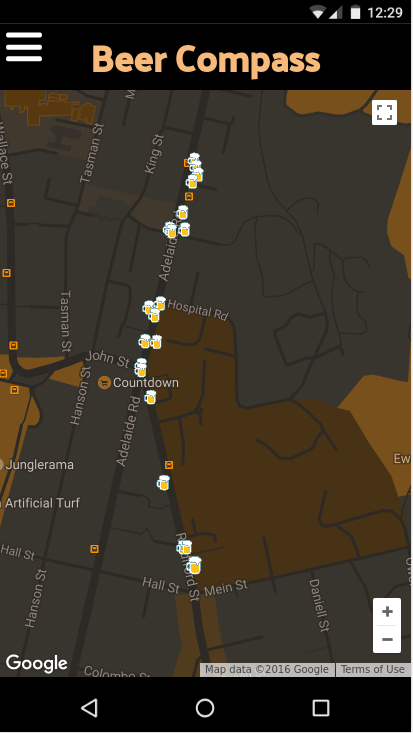 12:29
Beer Compass
M
Wallace St
Tasman St
King St
Adelaide R
Hospital Rd
Tasman St
John St
Countdown
Hanson St
Adelaide Rd
Ew
Junglerama
Artificial Turf
Hall St
Hall St
Mein St
Hanson St
Daniell St
Colombo St
+
−
Google
Map data ©2016 Google
Terms of Use